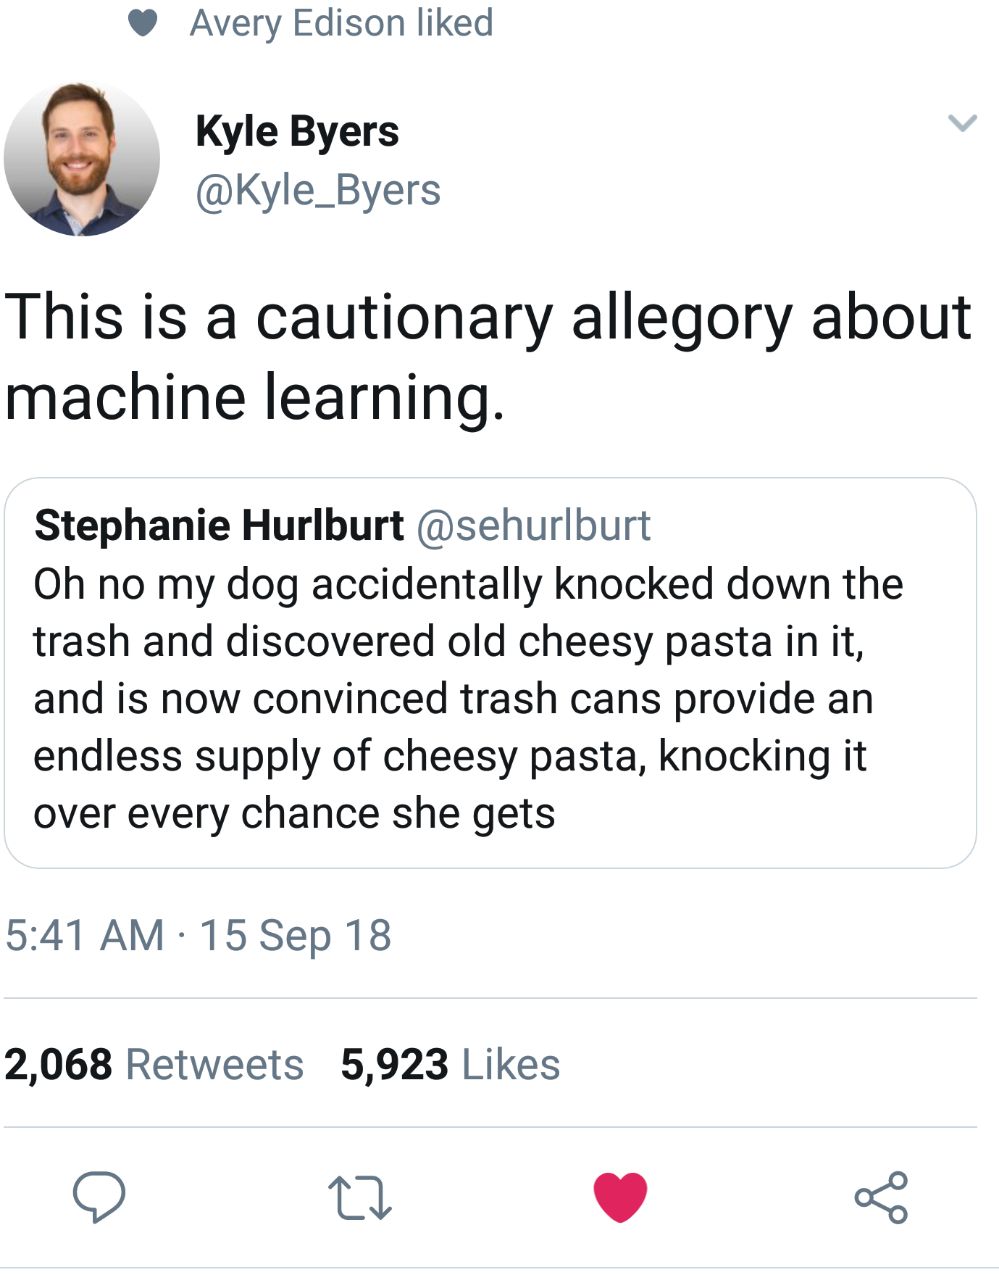 Avery Edison liked
Kyle Byers
@Kyle_Byers
This is a cautionary allegory about
machine learning.
Stephanie Hurlburt @sehurlburt
Oh no my dog accidentally knocked down the
trash and discovered old cheesy pasta in it,
and is now convinced trash cans provide an
endless supply of cheesy pasta, knocking it
over every chance she gets
5:41 AM · 15 Sep 18
2,068 Retweets 5,923 Likes